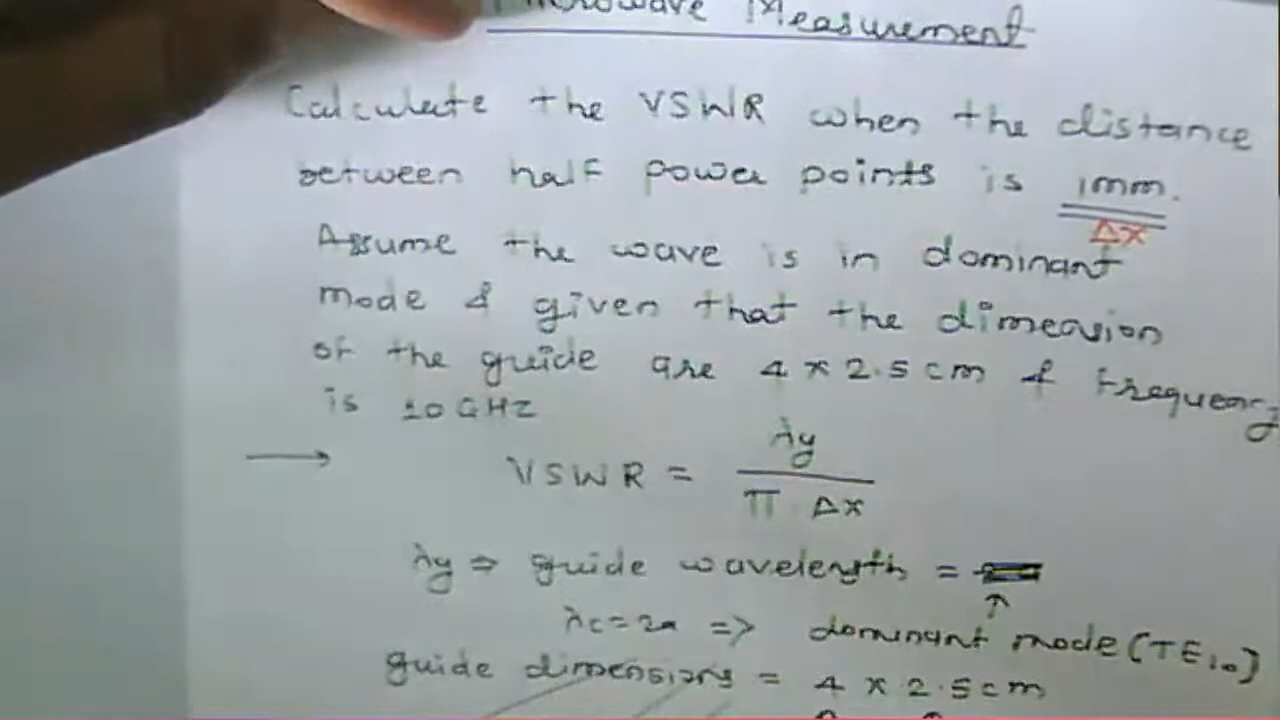 Measurement
Calculate the VSWR when the distance
between half power points is 1mm.
Δx
Assume the wave is in dominant
mode & given that the dimension
of the guide are 4 x 2.5 cm & frequency
is 10 GHZ
→ VSWR = λg / π Δx
λg ⇒ guide wavelength =
↑
λc = 2a => dominant mode (TE₁₀)
guide dimensions = 4 x 2.5 cm